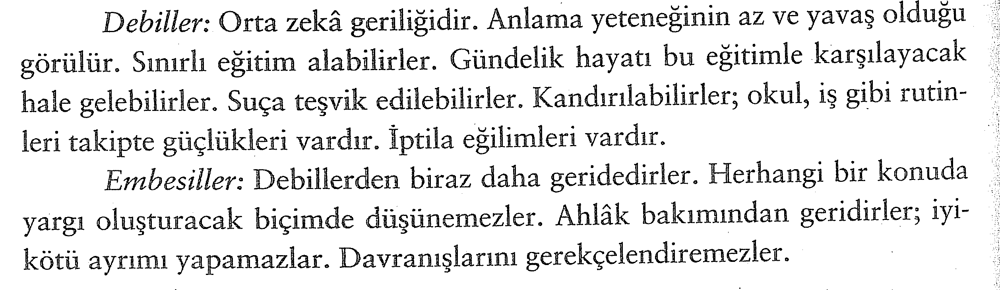 Debiller: Orta zekâ geriliğidir. Anlama yeteneğinin az ve yavaş olduğu
görülür. Sınırlı eğitim alabilirler. Gündelik hayatı bu eğitimle karşılayacak
hale gelebilirler. Suça teşvik edilebilirler. Kandırılabilirler; okul, iş gibi rutin-
leri takipte güçlükleri vardır. İptila eğilimleri vardır.
Embesiller: Debillerden biraz daha geridedirler. Herhangi bir konuda
yargı oluşturacak biçimde düşünemezler. Ahlâk bakımından geridirler; iyi-
kötü ayrımı yapamazlar. Davranışlarını gerekçelendiremezler.